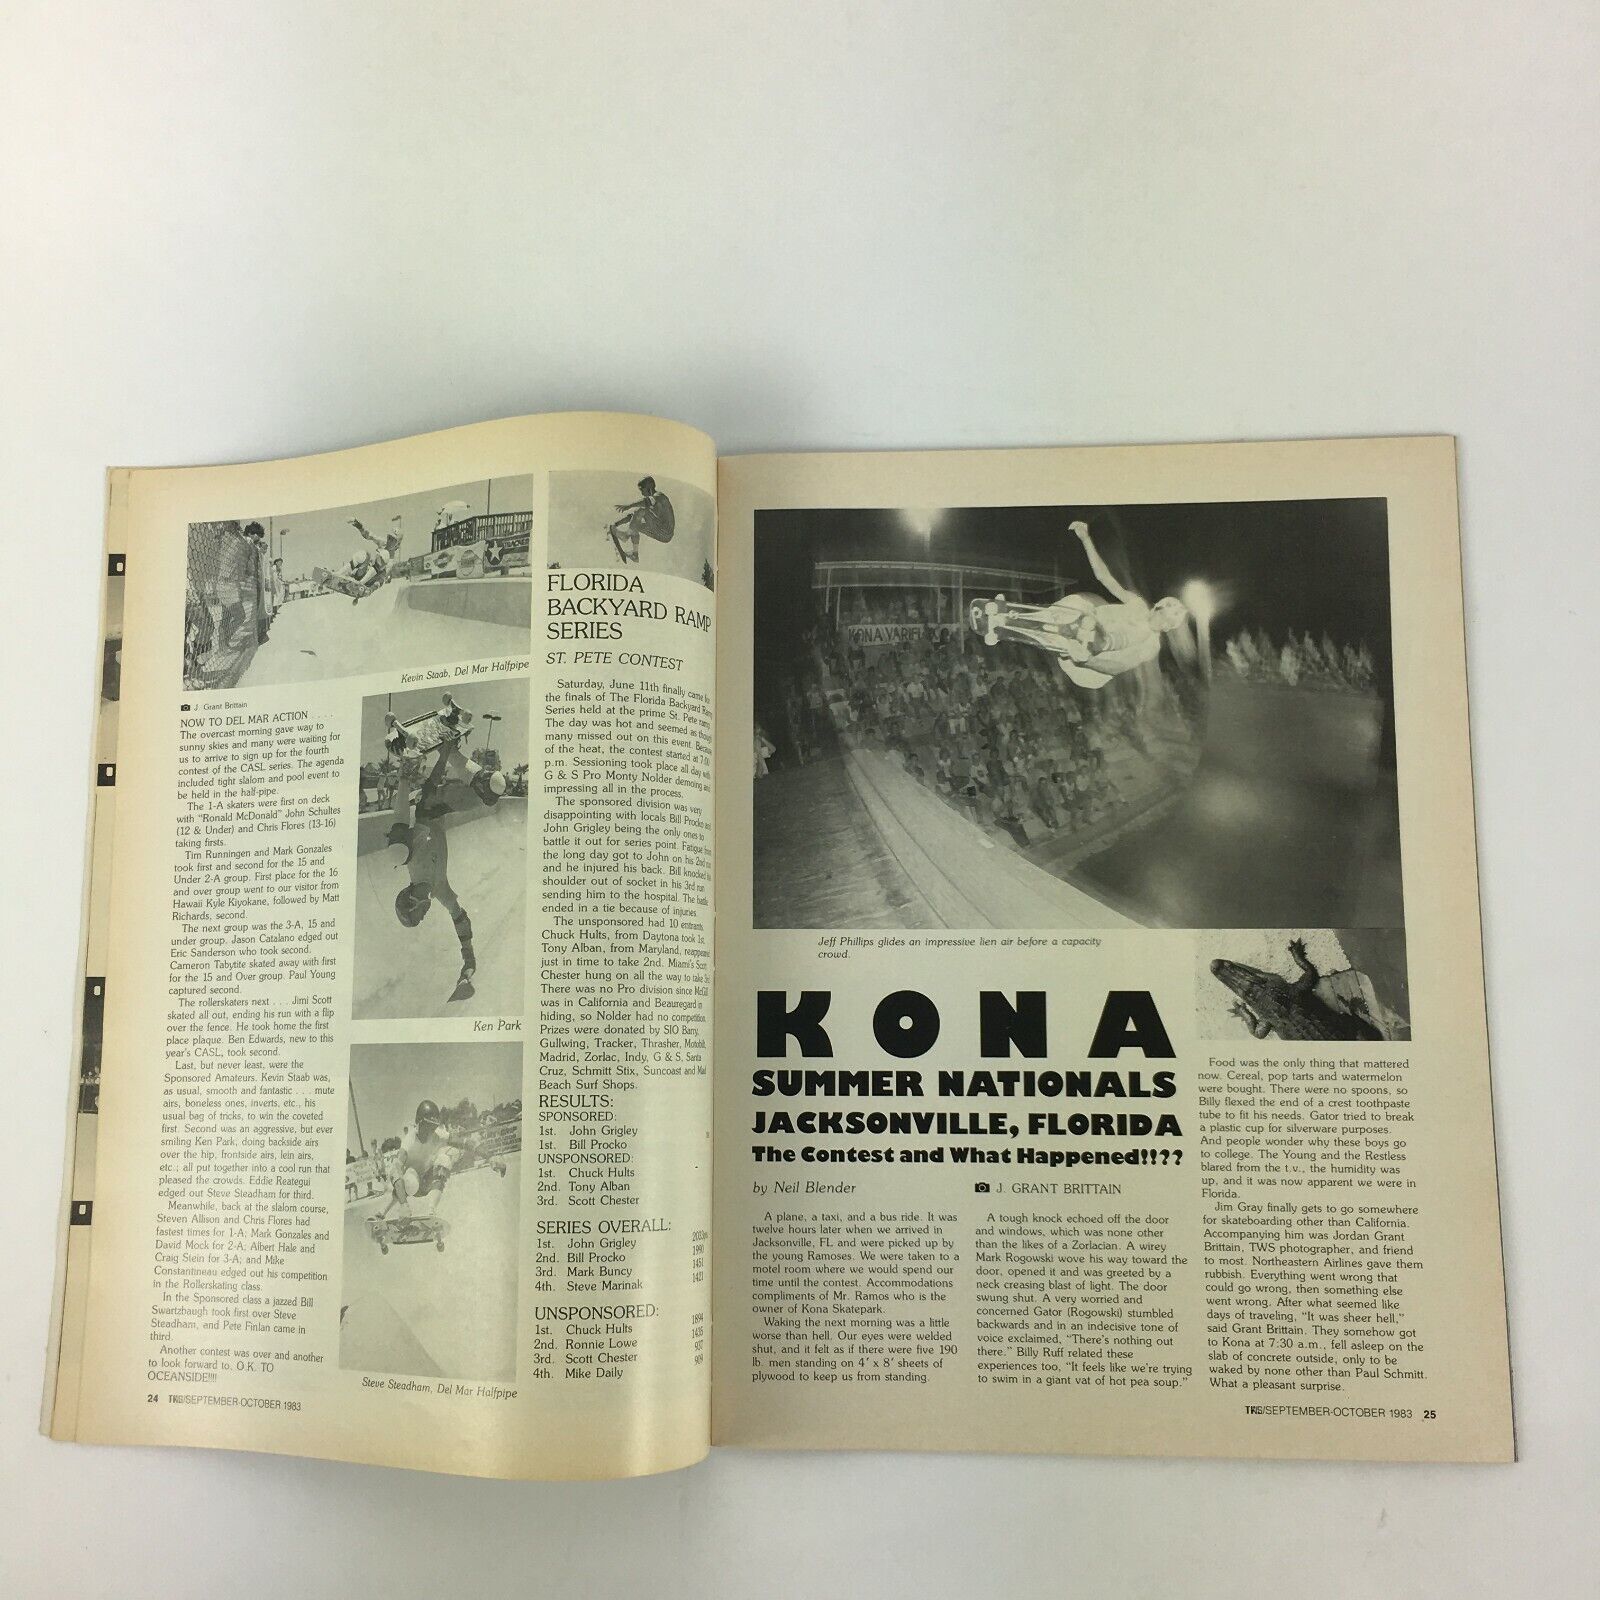 Kevin Staab, Del Mar Halfpipe
J. Grant Brittain
NOW TO DEL MAR ACTION . . . .
The overcast morning gave way to
sunny skies and many were waiting for
us to arrive to sign up for the fourth
contest of the CASL series. The agenda
included tight slalom and pool event to
be held in the half-pipe.
The 1-A skaters were first on deck
with "Ronald McDonald" John Schultes
(12 & Under) and Chris Flores (13-16)
taking firsts.
Tim Runningen and Mark Gonzales
took first and second for the 15 and
Under 2-A group. First place for the 16
and over group went to our visitor from
Hawaii Kyle Kiyokane, followed by Matt
Richards, second.
The next group was the 3-A, 15 and
under group. Jason Catalano edged out
Eric Sanderson who took second.
Cameron Tabytite skated away with first
for the 15 and Over group. Paul Young
captured second.
The rollerskaters next . . . Jimi Scott
skated all out, ending his run with a flip
over the fence. He took home the first
place plaque. Ben Edwards, new to this
year's CASL, took second.
Last, but never least, were the
Sponsored Amateurs. Kevin Staab was,
as usual, smooth and fantastic . . . mute
airs, boneless ones, inverts, etc., his
usual bag of tricks, to win the coveted
first. Second was an aggressive, but ever
smiling Ken Park, doing backside airs
over the hip, frontside airs, lein airs,
etc.; all put together into a cool run that
pleased the crowds. Eddie Reategui
edged out Steve Steadham for third.
Meanwhile, back at the slalom course,
Steven Allison and Chris Flores had
fastest times for 1-A; Mark Gonzales and
David Mock for 2-A; Albert Hale and
Craig Slein for 3-A; and Mike
Constantineau edged out his competition
in the Rollerskating class.
In the Sponsored class a jazzed Bill
Swartzbaugh took first over Steve
Steadham, and Pete Finlan came in
third.
Another contest was over and another
to look forward to. O.K. TO
OCEANSIDE!!!!
24 TWS/SEPTEMBER-OCTOBER 1983
Ken Park
Steve Steadham, Del Mar Halfpipe
TRACKER
FLORIDA
BACKYARD RAMP
SERIES
ST. PETE CONTEST
Saturday, June 11th finally came for
the finals of The Florida Backyard Ramp
Series held at the prime St. Pete ramp.
The day was hot and seemed as though
many missed out on this event. Because
of the heat, the contest started at 7:00
p.m. Sessioning took place all day with
G & S Pro Monty Nolder demoing and
impressing all in the process.
The sponsored division was very
disappointing with locals Bill Procko and
John Grigley being the only ones to
battle it out for series point. Fatigue from
the long day got to John on his 2nd run
and he injured his back. Bill knocked his
shoulder out of socket in his 3rd run
sending him to the hospital. The battle
ended in a tie because of injuries.
The unsponsored had 10 entrants.
Chuck Hults, from Daytona took 1st.
Tony Alban, from Maryland, reappeared
just in time to take 2nd. Miami's Scott
Chester hung on all the way to take 3rd.
There was no Pro division since McGill
was in California and Beauregard in
hiding, so Nolder had no competition.
Prizes were donated by SIO Barry,
Gullwing, Tracker, Thrasher, Motobilt,
Madrid, Zorlac, Indy, G & S, Santa
Cruz, Schmitt Stix, Suncoast and Mad
Beach Surf Shops.
RESULTS:
SPONSORED:
1st. John Grigley
1st. Bill Procko
UNSPONSORED:
1st. Chuck Hults
2nd. Tony Alban
3rd. Scott Chester
SERIES OVERALL:
1st. John Grigley
2nd. Bill Procko 1990
3rd. Mark Buncy 1451
4th. Steve Marinak 1421
UNSPONSORED:
1st. Chuck Hults 1894
2nd. Ronnie Lowe 1435
3rd. Scott Chester 937
4th. Mike Daily 909
KONA VARIFLEX
Jeff Phillips glides an impressive lien air before a capacity
crowd.
KONA
SUMMER NATIONALS
JACKSONVILLE, FLORIDA
The Contest and What Happened!!??
by Neil Blender
J. GRANT BRITTAIN
A plane, a taxi, and a bus ride. It was
twelve hours later when we arrived in
Jacksonville, FL and were picked up by
the young Ramoses. We were taken to a
motel room where we would spend our
time until the contest. Accommodations
compliments of Mr. Ramos who is the
owner of Kona Skatepark.
Waking the next morning was a little
worse than hell. Our eyes were welded
shut, and it felt as if there were five 190
lb. men standing on 4' x 8' sheets of
plywood to keep us from standing.
A tough knock echoed off the door
and windows, which was none other
than the likes of a Zorlacian. A wirey
Mark Rogowski wove his way toward the
door, opened it and was greeted by a
neck creasing blast of light. The door
swung shut. A very worried and
concerned Gator (Rogowski) stumbled
backwards and in an indecisive tone of
voice exclaimed, "There's nothing out
there." Billy Ruff related these
experiences too, "It feels like we're trying
to swim in a giant vat of hot pea soup."
Food was the only thing that mattered
now. Cereal, pop tarts and watermelon
were bought. There were no spoons, so
Billy flexed the end of a crest toothpaste
tube to fit his needs. Gator tried to break
a plastic cup for silverware purposes.
And people wonder why these boys go
to college. The Young and the Restless
blared from the t.v., the humidity was
up, and it was now apparent we were in
Florida.
Jim Gray finally gets to go somewhere
for skateboarding other than California.
Accompanying him was Jordan Grant
Brittain, TWS photographer, and friend
to most. Northeastern Airlines gave them
rubbish. Everything went wrong that
could go wrong, then something else
went wrong. After what seemed like
days of traveling, "It was sheer hell,"
said Grant Brittain. They somehow got
to Kona at 7:30 a.m., fell asleep on the
slab of concrete outside, only to be
waked by none other than Paul Schmitt.
What a pleasant surprise.
TWS/SEPTEMBER-OCTOBER 1983 25